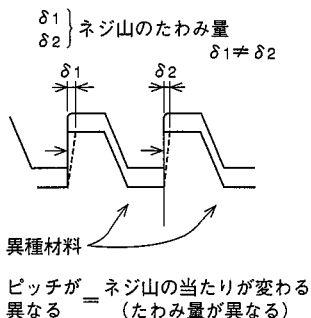 δ1
δ2
ネジ山のたわみ量
δ1≠δ2
δ1
δ2
異種材料
ピッチが
異なる
=
ネジ山の当たりが変わる
(たわみ量が異なる)